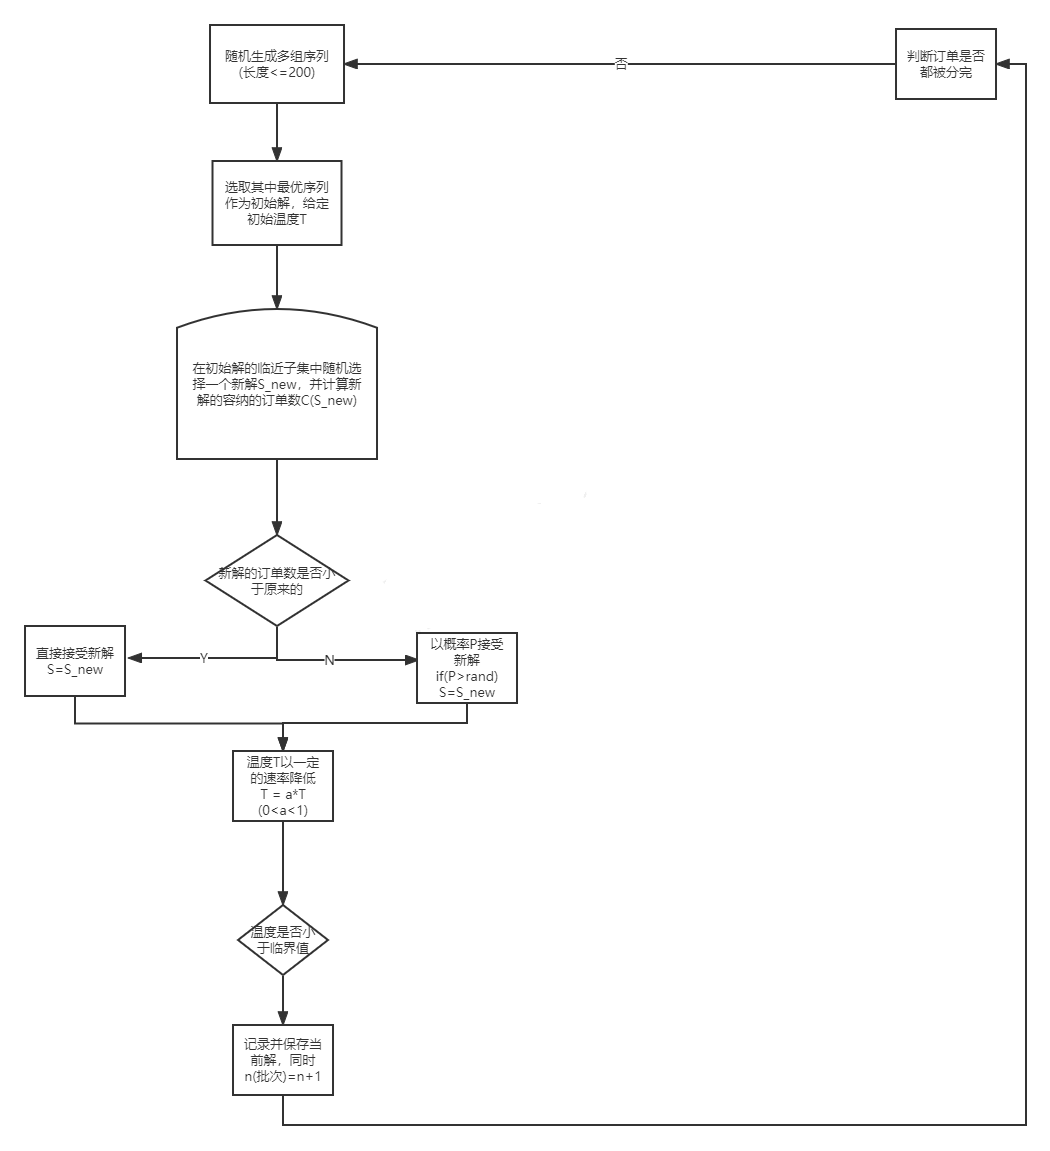 随机生成多组序列
(长度<=200)
否
判断订单是否
都被分完
选取其中最优序列
作为初始解，给定
初始温度T
在初始解的临近子集中随机选
择一个新解S_new，并计算新
解的容纳的订单数C(S_new)
新解的订单数是否小
于原来的
直接接受新解
S=S_new
Y
N
以概率P接受
新解
if(P>rand)
S=S_new
温度T以一定
的速率降低
T = a*T
(0<a<1)
温度是否小
于临界值
记录并保存当
前解，同时
n(批次)=n+1